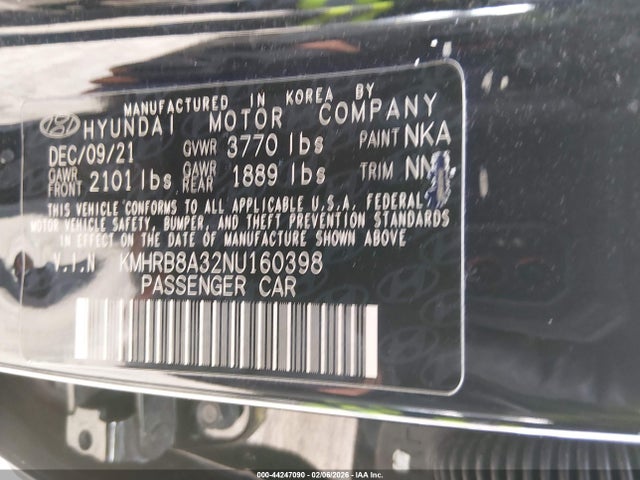 MANUFACTURED IN KOREA BY
HYUNDAI MOTOR COMPANY
DEC/09/21 GVWR 3770 lbs PAINT NKA
GAWR FRONT 2101 lbs GAWR REAR 1889 lbs TRIM NN
THIS VEHICLE CONFORMS TO ALL APPLICABLE U.S.A. FEDERAL
MOTOR VEHICLE SAFETY, BUMPER, AND THEFT PREVENTION STANDARDS
IN EFFECT ON THE DATE OF MANUFACTURE SHOWN ABOVE
V.I.N KMHRB8A32NU160398
PASSENGER CAR
000-44247090 - 02/06/2026 - IAA Inc.